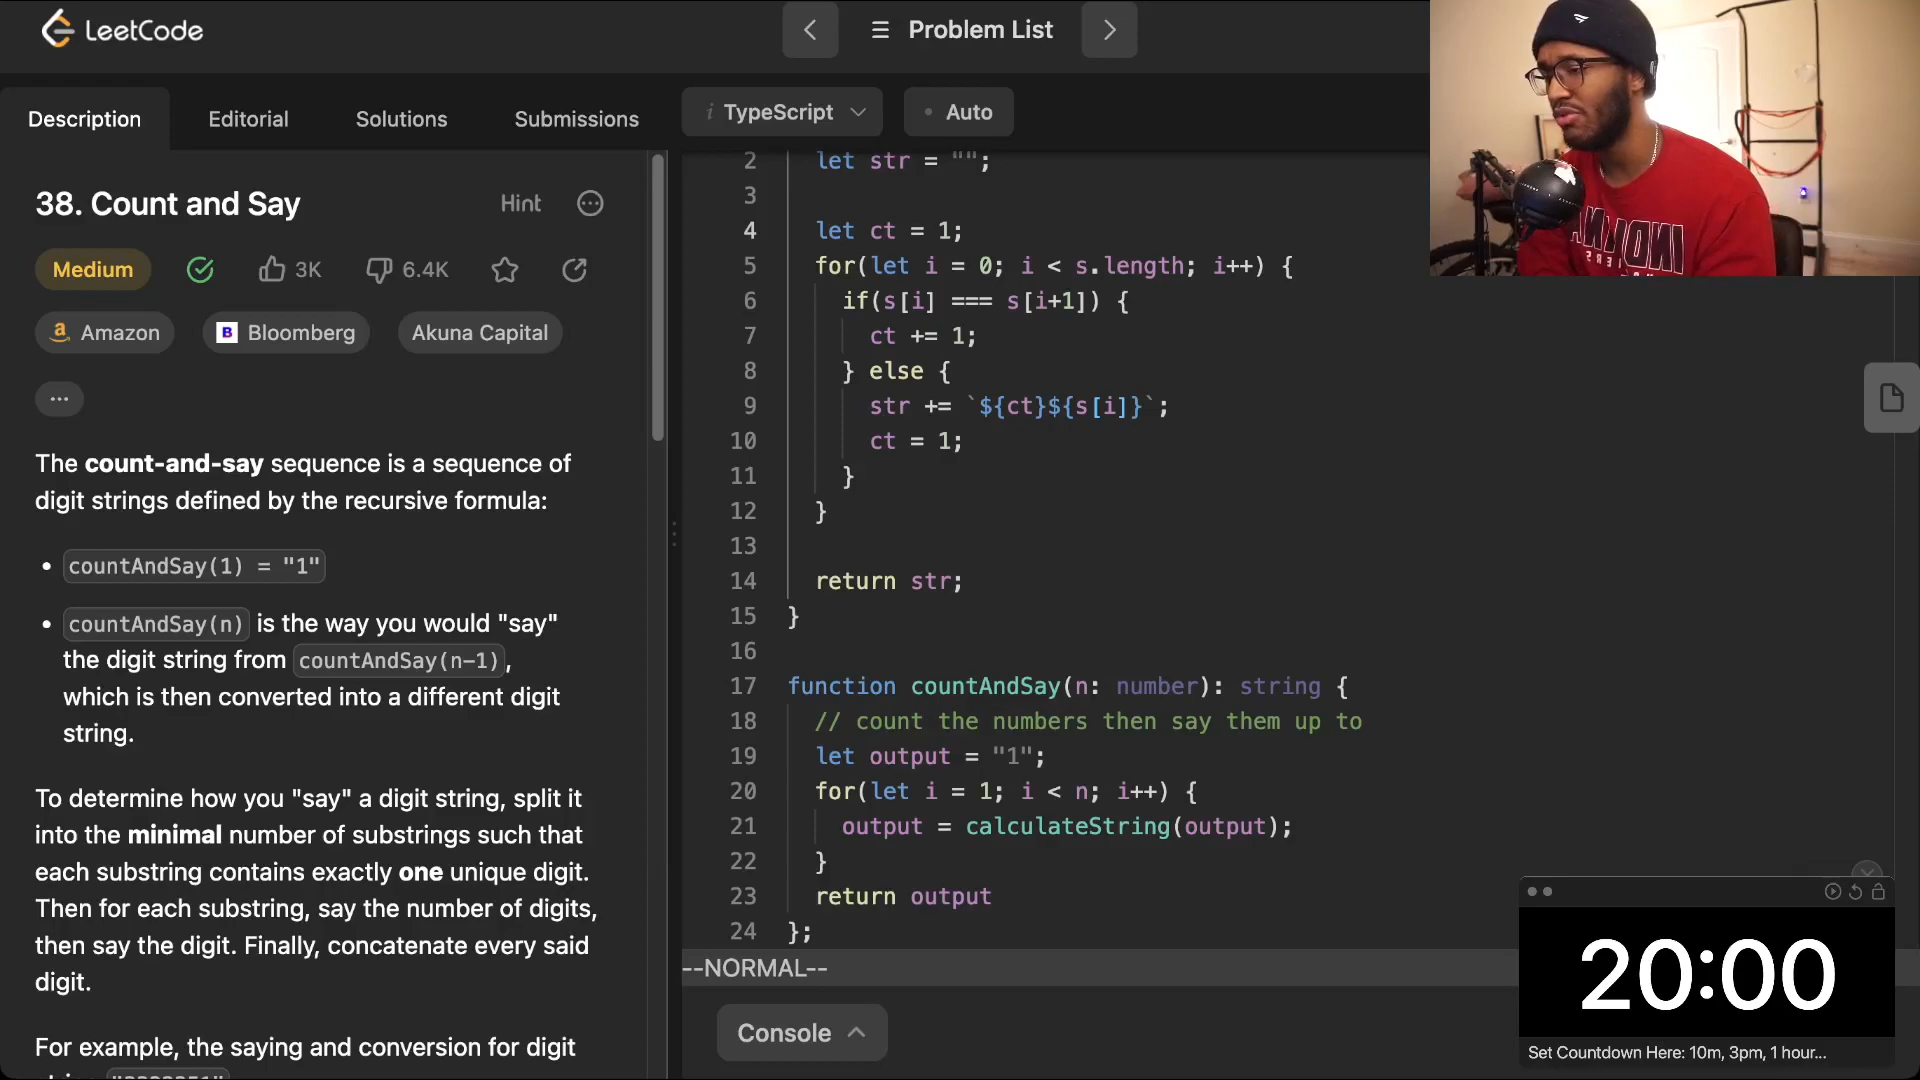 LeetCode
Problem List
Description
Editorial
Solutions
Submissions
i TypeScript
Auto
38. Count and Say
Hint
Medium
3K
6.4K
Amazon
B Bloomberg
Akuna Capital
...
The count-and-say sequence is a sequence of
digit strings defined by the recursive formula:
• countAndSay(1) = "1"
• countAndSay(n) is the way you would "say"
the digit string from countAndSay(n-1),
which is then converted into a different digit
string.
To determine how you "say" a digit string, split it
into the minimal number of substrings such that
each substring contains exactly one unique digit.
Then for each substring, say the number of digits,
then say the digit. Finally, concatenate every said
digit.
For example, the saying and conversion for digit
2 let str = "";
3
4 let ct = 1;
5 for(let i = 0; i < s.length; i++) {
6 if(s[i] === s[i+1]) {
7 ct += 1;
8 } else {
9 str += `${ct}${s[i]}`;
10 ct = 1;
11 }
12 }
13
14 return str;
15 }
16
17 function countAndSay(n: number): string {
18 // count the numbers then say them up to
19 let output = "1";
20 for(let i = 1; i < n; i++) {
21 output = calculateString(output);
22 }
23 return output
24 };
--NORMAL--
Console
20:00
Set Countdown Here: 10m, 3pm, 1 hour...